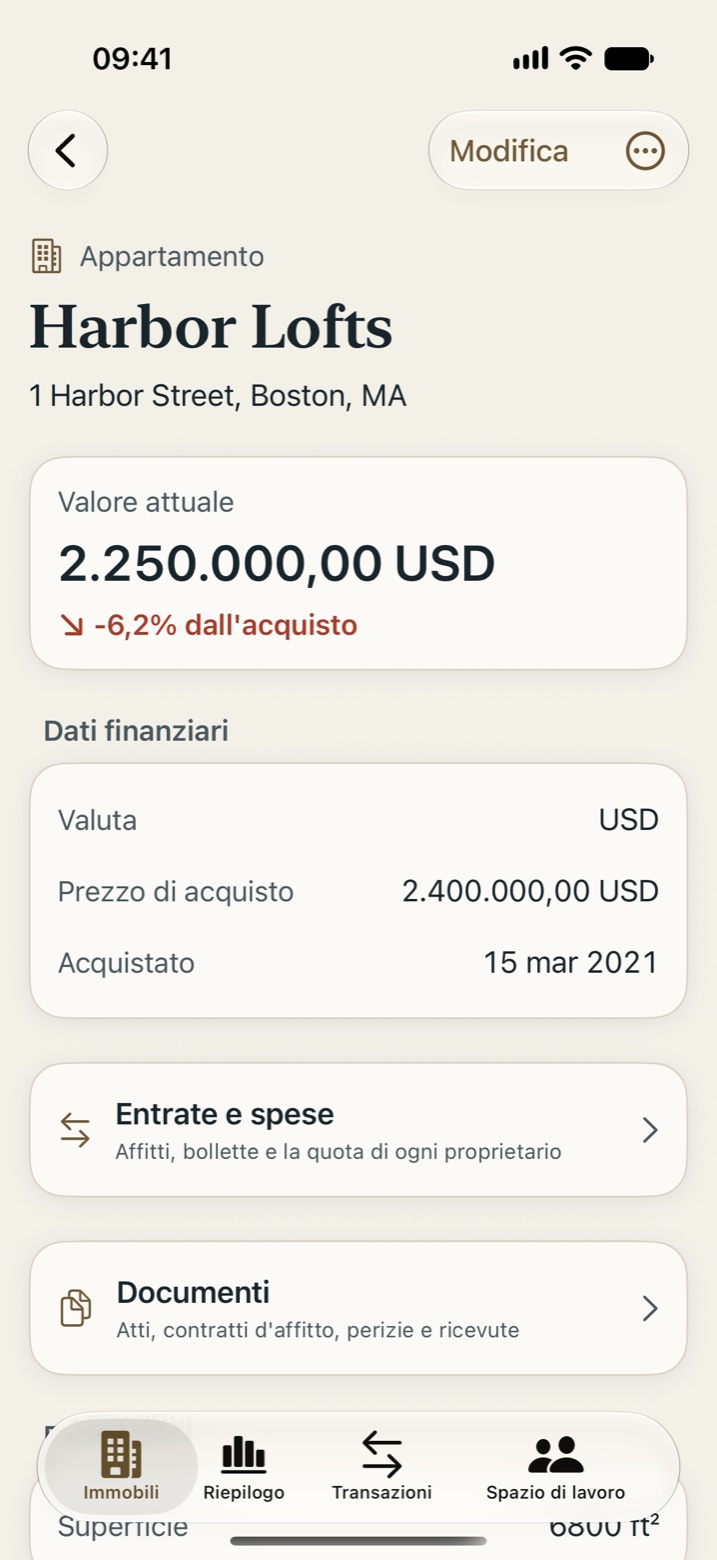 09:41
Modifica
Appartamento
Harbor Lofts
1 Harbor Street, Boston, MA
Valore attuale
2.250.000,00 USD
-6,2% dall'acquisto
Dati finanziari
Valuta USD
Prezzo di acquisto 2.400.000,00 USD
Acquistato 15 mar 2021
Entrate e spese
Affitti, bollette e la quota di ogni proprietario
Documenti
Atti, contratti d'affitto, perizie e ricevute
Immobili Riepilogo Transazioni Spazio di lavoro
Superficie 6800 ft²